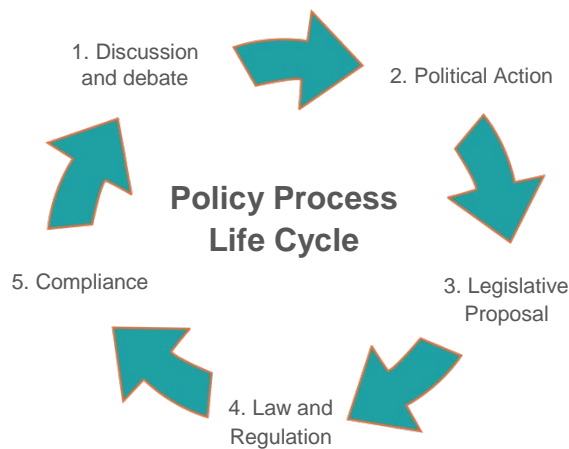 1. Discussion
and debate
2. Political Action
Policy Process
Life Cycle
5. Compliance
3. Legislative
Proposal
4. Law and
Regulation